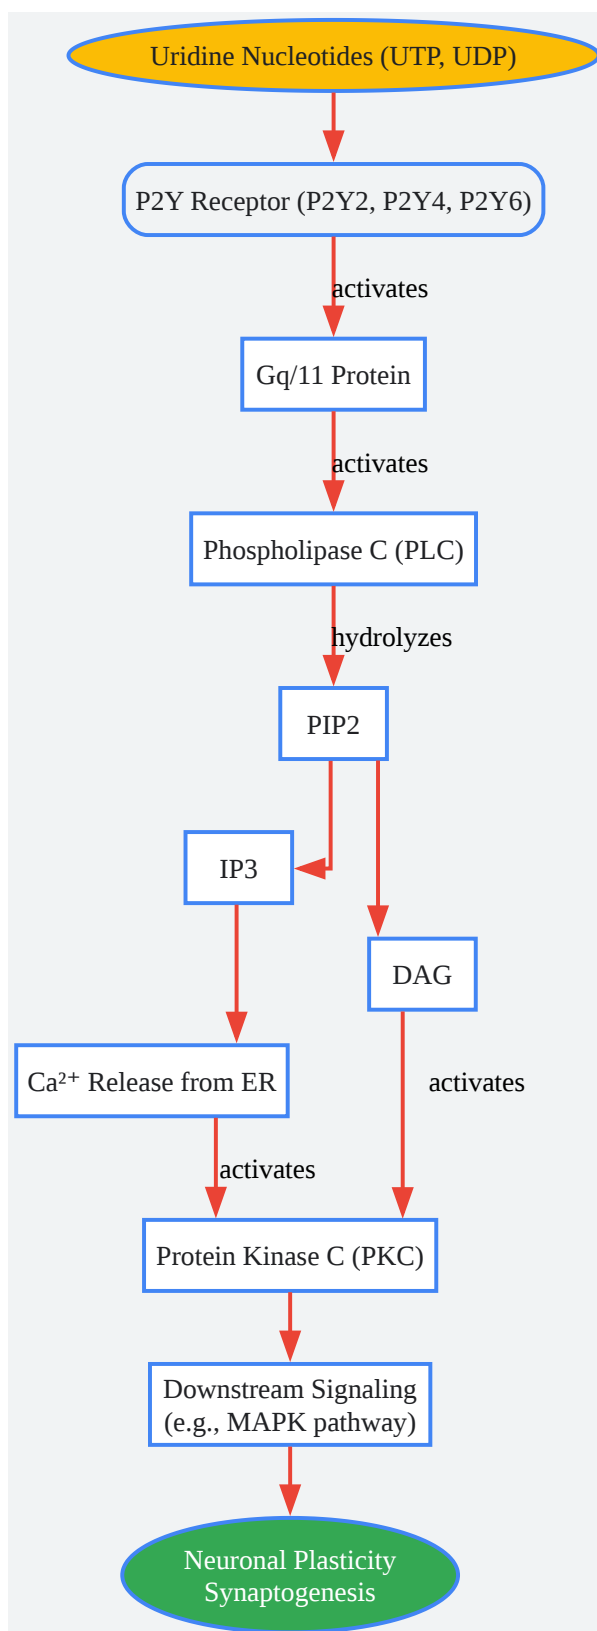 Uridine Nucleotides (UTP, UDP)
P2Y Receptor (P2Y2, P2Y4, P2Y6)
activates
Gq/11 Protein
activates
Phospholipase C (PLC)
hydrolyzes
PIP2
IP3
DAG
Ca²⁺ Release from ER
activates
activates
Protein Kinase C (PKC)
Downstream Signaling
(e.g., MAPK pathway)
Neuronal Plasticity
Synaptogenesis